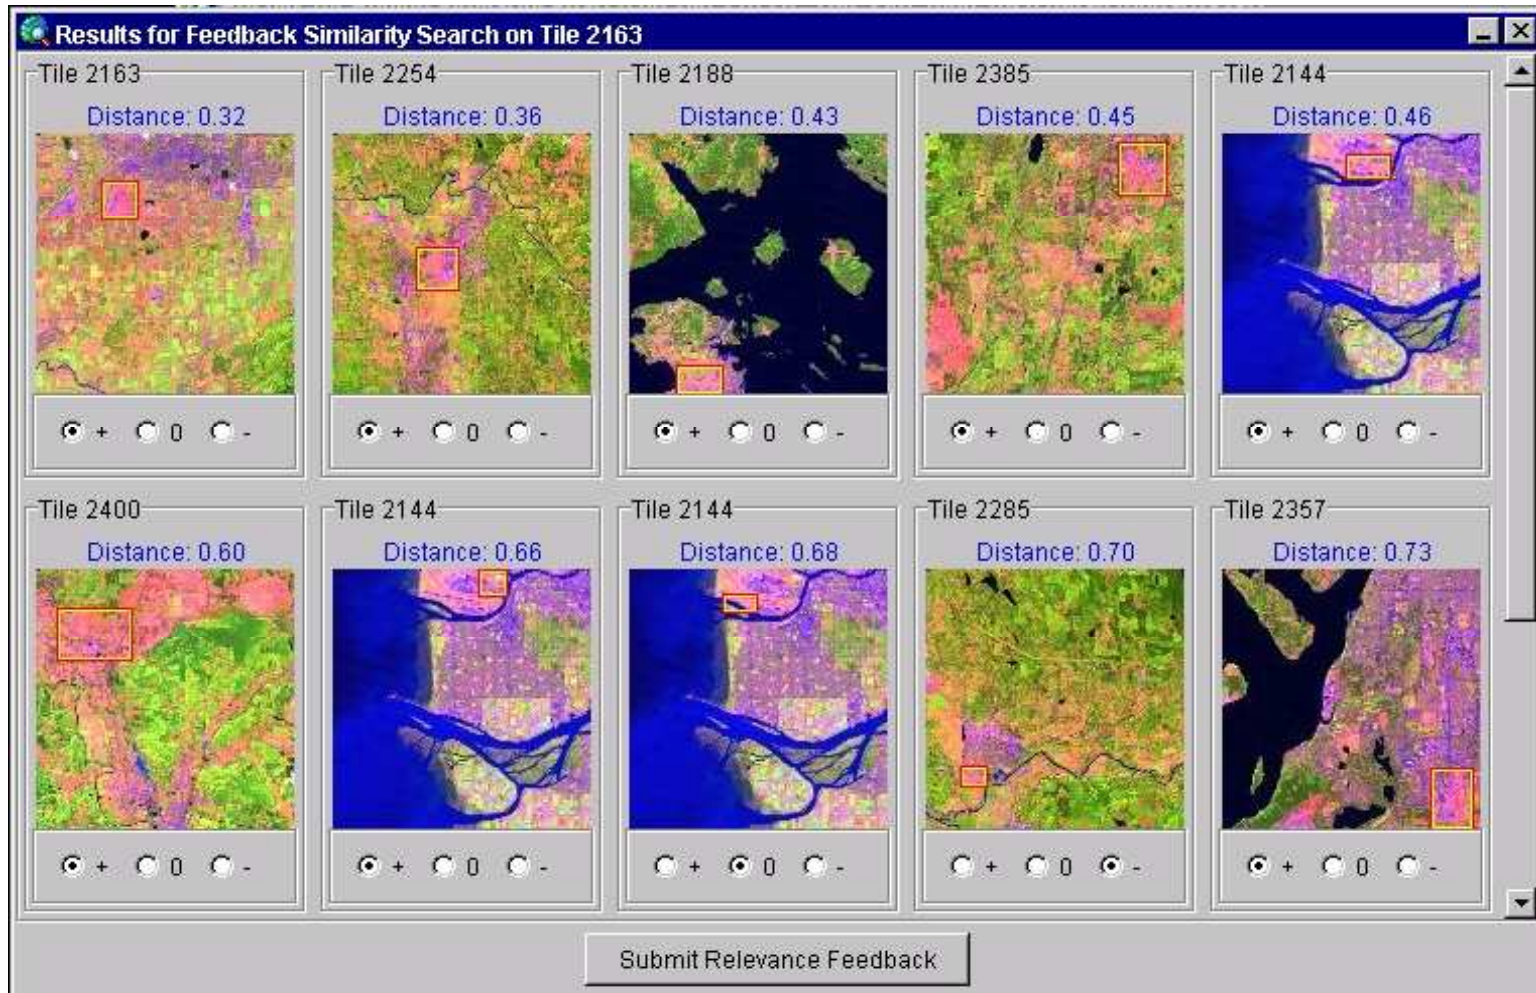 Results for Feedback Similarity Search on Tile 2163
Tile 2163 Tile 2254 Tile 2188 Tile 2385 Tile 2144
Distance: 0.32 Distance: 0.36 Distance: 0.43 Distance: 0.45 Distance: 0.46
+ 0 - + 0 - + 0 - + 0 - + 0 -
Tile 2400 Tile 2144 Tile 2144 Tile 2285 Tile 2357
Distance: 0.60 Distance: 0.66 Distance: 0.68 Distance: 0.70 Distance: 0.73
+ 0 - + 0 - + 0 - + 0 - + 0 -
Submit Relevance Feedback